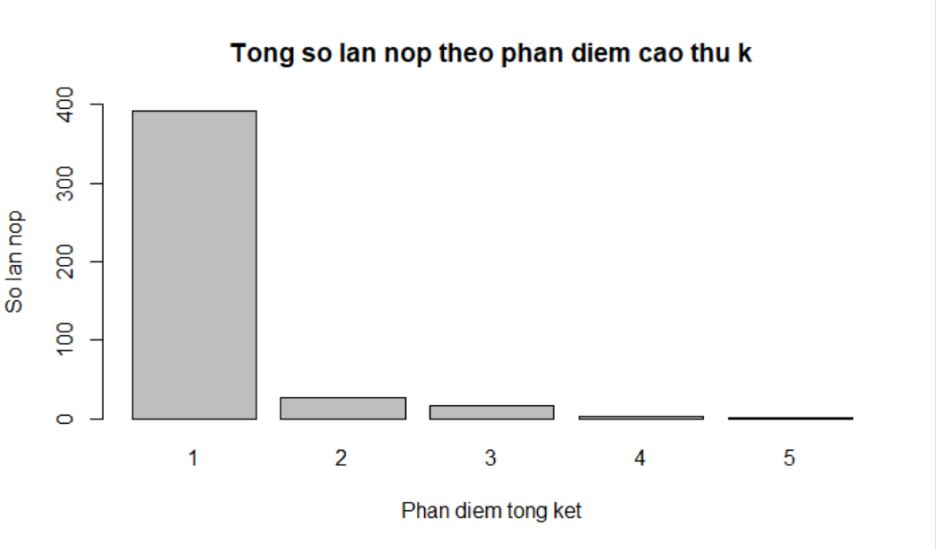 Tong so lan nop theo phan diem cao thu k
So lan nop
400
300
200
100
0
1 2 3 4 5
Phan diem tong ket